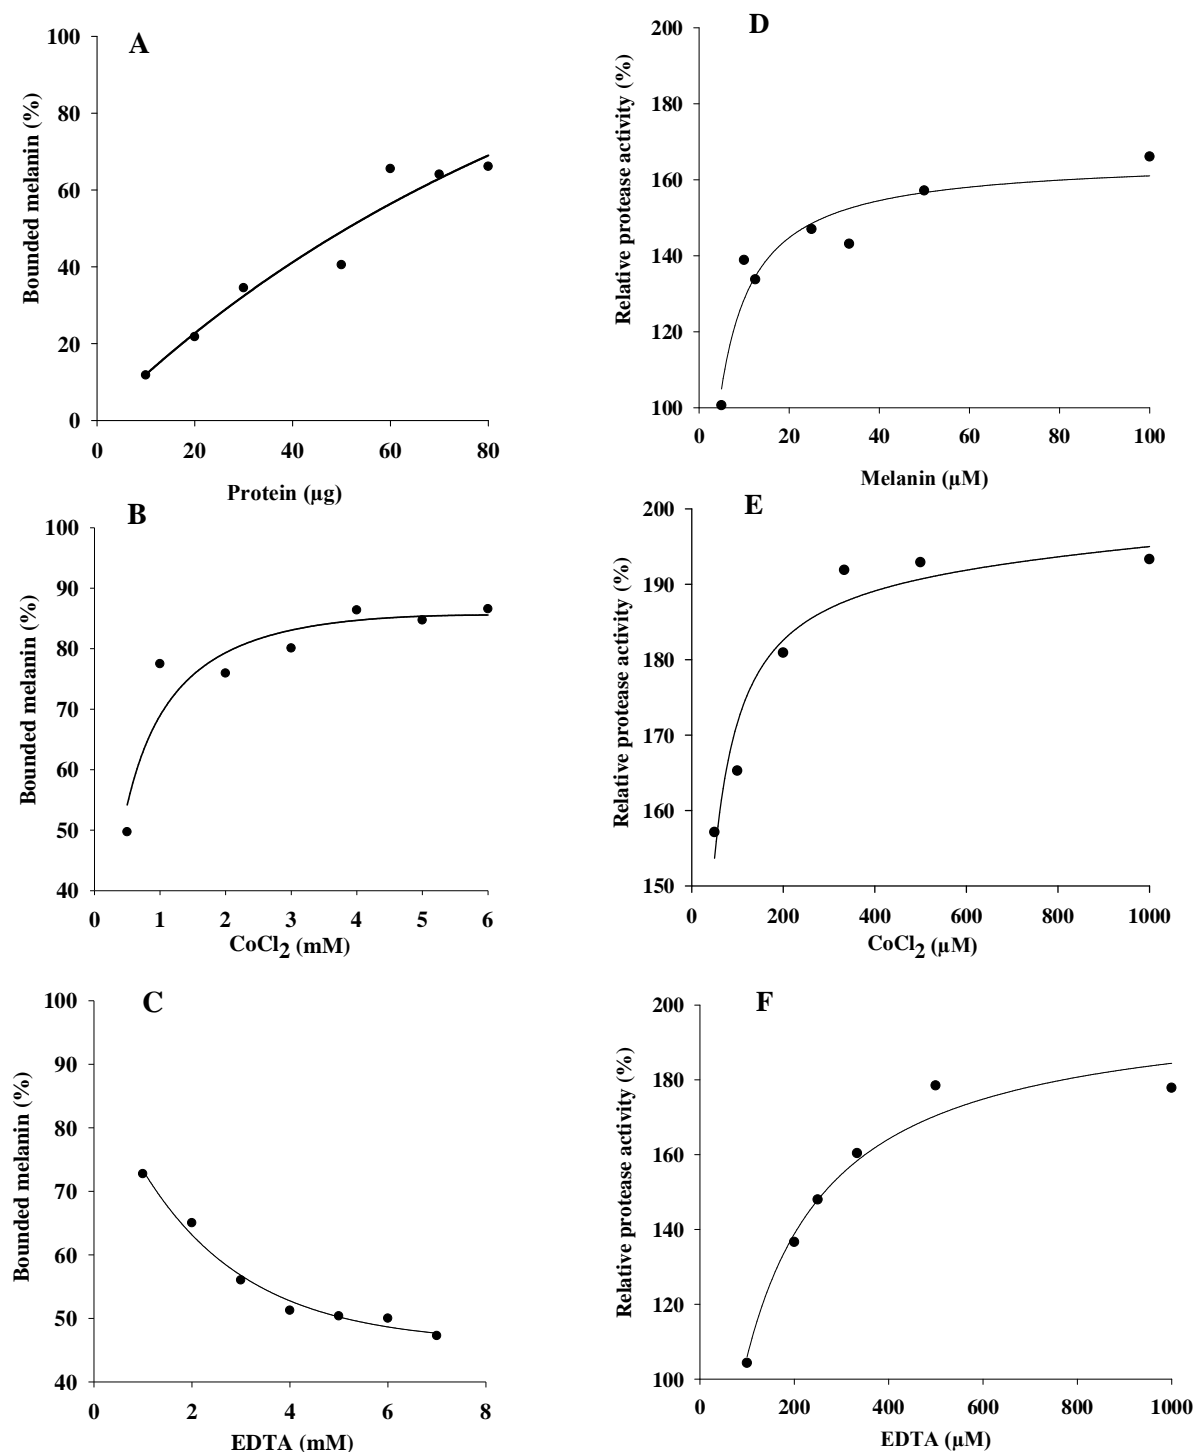 A
Bounded melanin (%)
100
80
60
40
20
0
0 20 40 60 80
Protein (µg)
B
Bounded melanin (%)
100
90
80
70
60
50
40
0 1 2 3 4 5 6
CoCl2 (mM)
C
Bounded melanin (%)
100
90
80
70
60
50
40
0 2 4 6 8
EDTA (mM)
D
Relative protease activity (%)
200
180
160
140
120
100
0 20 40 60 80 100
Melanin (µM)
E
Relative protease activity (%)
200
190
180
170
160
150
0 200 400 600 800 1000
CoCl2 (µM)
F
Relative protease activity (%)
200
180
160
140
120
100
0 200 400 600 800 1000
EDTA (µM)